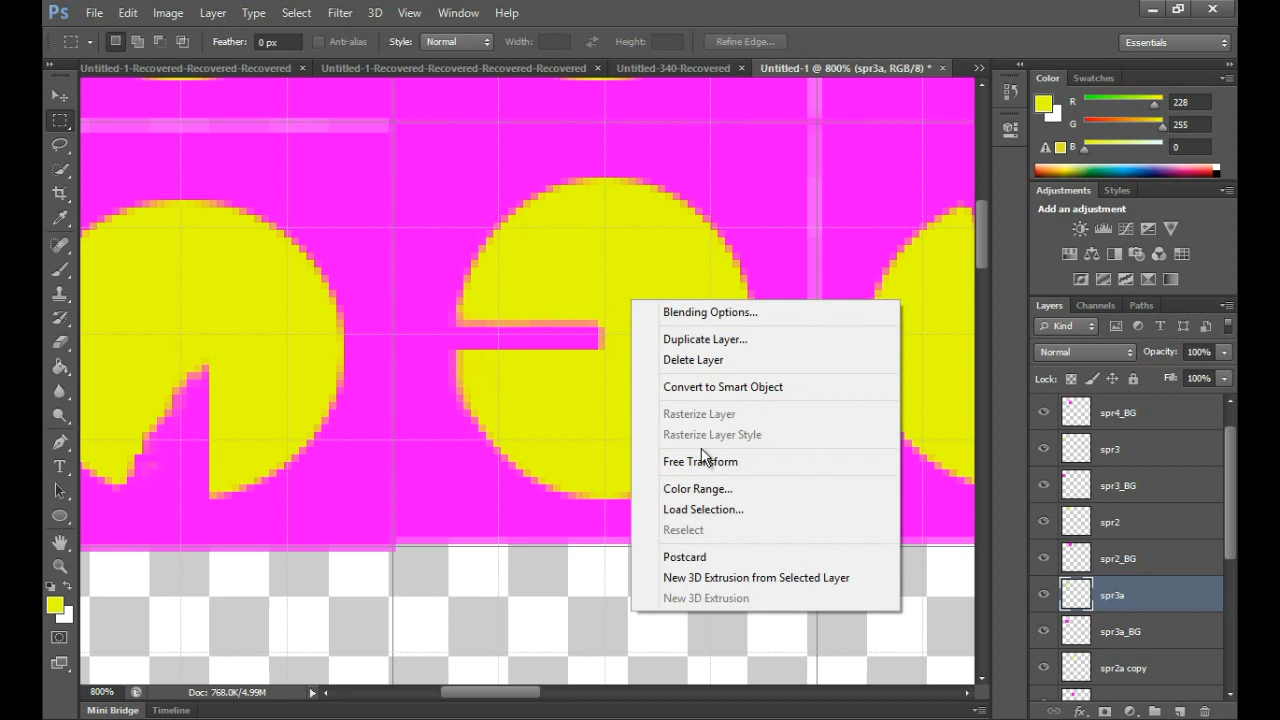 Ps File Edit Image Layer Type Select Filter 3D View Window Help
Feather: 0 px Anti-alias Style: Normal Width: Height: Refine Edge... Essentials
Untitled-1-Recovered-Recovered × Untitled-1-Recovered-Recovered-Recovered × Untitled-340-Recovered × Untitled-1 @ 800% (spr3a, RGB/8) * ×
Color Swatches
R 228
G 255
B 0
Adjustments Styles
Add an adjustment
Layers Channels Paths
Kind
Normal Opacity: 100%
Lock: Fill: 100%
spr4_BG
spr3
spr3_BG
spr2
spr2_BG
spr3a
spr3a_BG
spr2a copy
Blending Options...
Duplicate Layer...
Delete Layer
Convert to Smart Object
Rasterize Layer
Rasterize Layer Style
Free Transform
Color Range...
Load Selection...
Reselect
Postcard
New 3D Extrusion from Selected Layer
New 3D Extrusion
800% Doc: 768.0K/4.99M
Mini Bridge Timeline